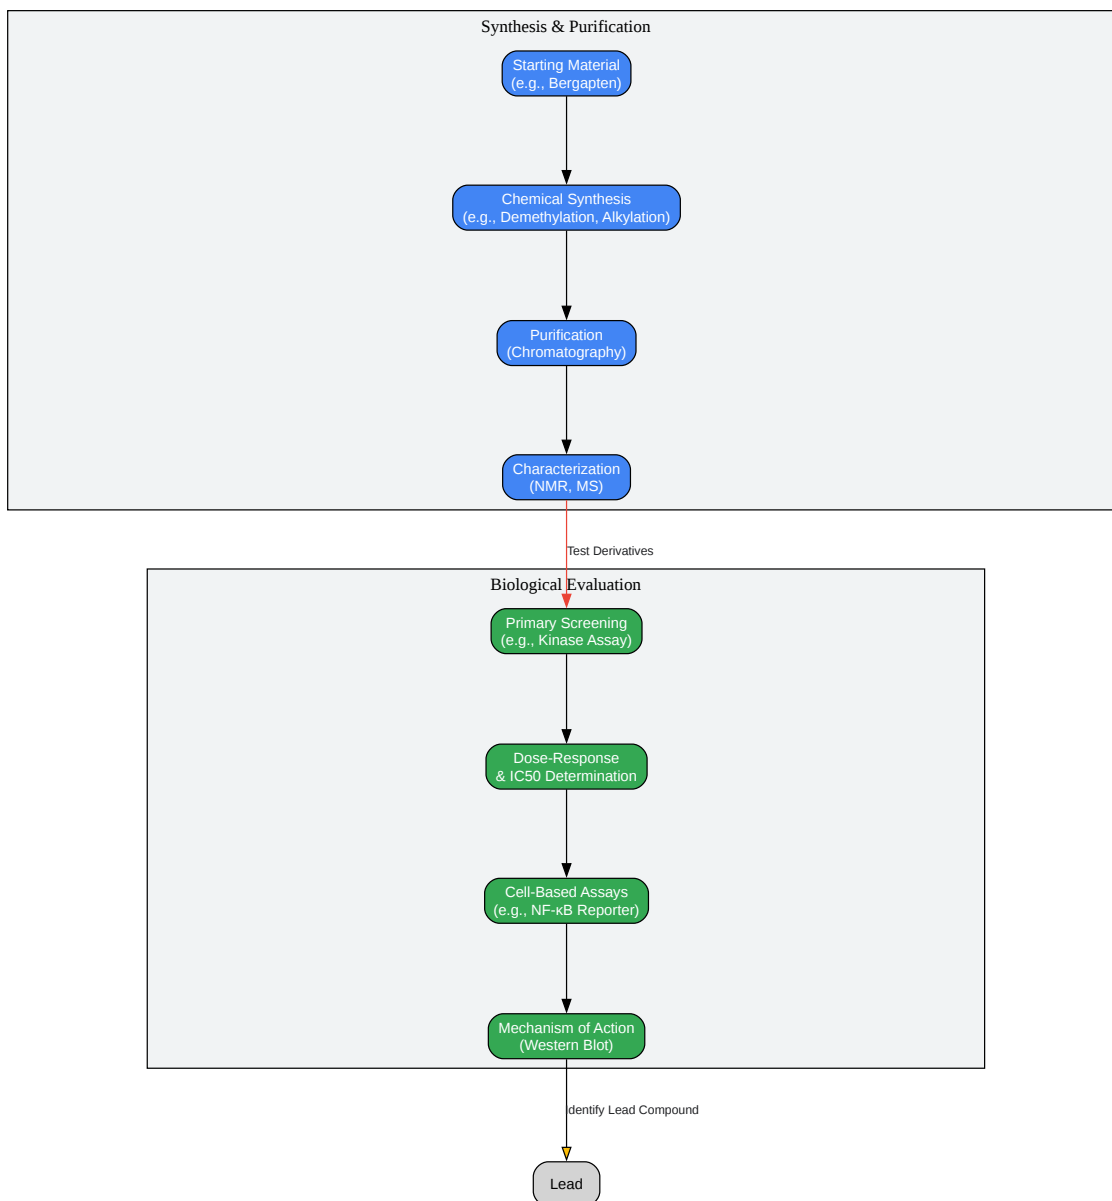 Synthesis & Purification
Starting Material
(e.g., Bergapten)
Chemical Synthesis
(e.g., Demethylation, Alkylation)
Purification
(Chromatography)
Characterization
(NMR, MS)
Test Derivatives
Biological Evaluation
Primary Screening
(e.g., Kinase Assay)
Dose-Response
& IC50 Determination
Cell-Based Assays
(e.g., NF-κB Reporter)
Mechanism of Action
(Western Blot)
Identify Lead Compound
Lead